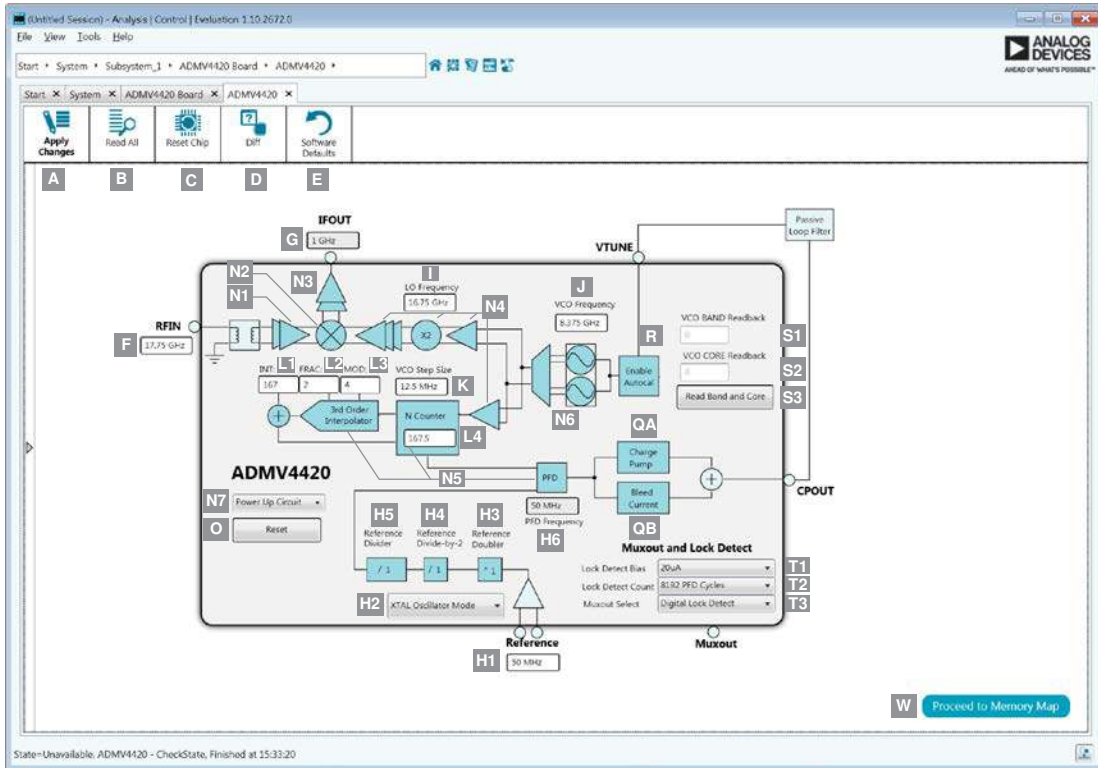 (Untitled Session) - Analysis | Control | Evaluation 1.10.2672.0
File View Tools Help
Start • System • Subsystem_1 • ADMV4420 Board • ADMV4420 •
ANALOG
DEVICES
AHEAD OF WHAT'S POSSIBLE™
Start × System × ADMV4420 Board × ADMV4420 ×
Apply
Changes
Read All
Reset Chip
Diff
Software
Defaults
A
B
C
D
E
IFOUT
G
1 GHz
Passive
Loop Filter
VTUNE
N2
N3
N1
I
LO Frequency
16.75 GHz
N4
J
VCO Frequency
8.375 GHz
RFIN
F
17.75 GHz
X2
R
Enable
Autocal
VCO BAND Readback
0
S1
VCO CORE Readback
0
S2
Read Band and Core
S3
INT: L1 FRAC: L2 MOD: L3
167
2
4
VCO Step Size
12.5 MHz
K
3rd Order
Interpolator
N Counter
167.5
L4
N5
N6
QA
Charge
Pump
PFD
Bleed
Current
QB
CPOUT
50 MHz
PFD Frequency
H6
ADMV4420
N7
Power Up Circuit
O
Reset
H5
H4
H3
Reference
Divider
Reference
Divide-by-2
Reference
Doubler
/ 1
/ 1
* 1
H2
XTAL Oscillator Mode
Muxout and Lock Detect
Lock Detect Bias 20uA T1
Lock Detect Count 8192 PFD Cycles T2
Muxout Select Digital Lock Detect T3
Reference
H1
50 MHz
Muxout
W
Proceed to Memory Map
State=Unavailable, ADMV4420 - CheckState, Finished at 15:33:20